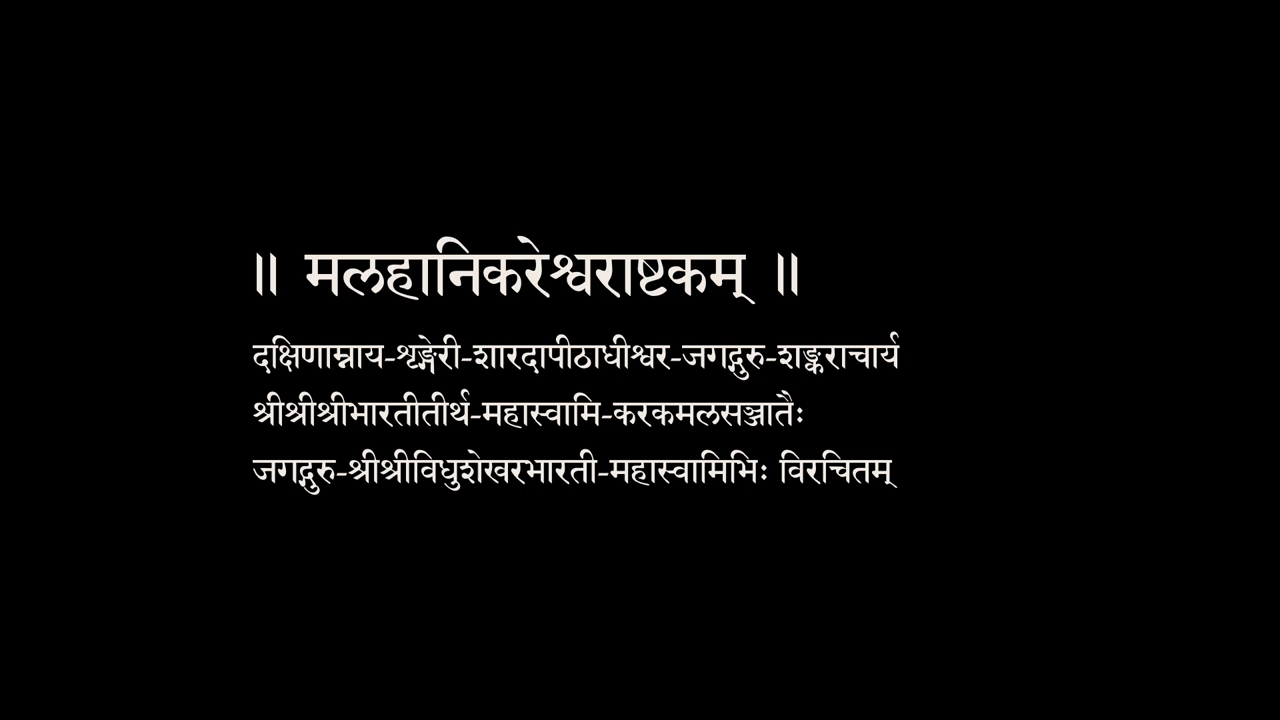 ॥ मलहानिकरेश्वराष्टकम् ॥
दक्षिणाम्नाय-शृङ्गेरी-शारदापीठाधीश्वर-जगद्गुरु-शङ्कराचार्य
श्रीश्रीश्रीभारतीतीर्थ-महास्वामि-करकमलसञ्जातैः
जगद्गुरु-श्रीश्रीविधुशेखरभारती-महास्वामिभिः विरचितम्